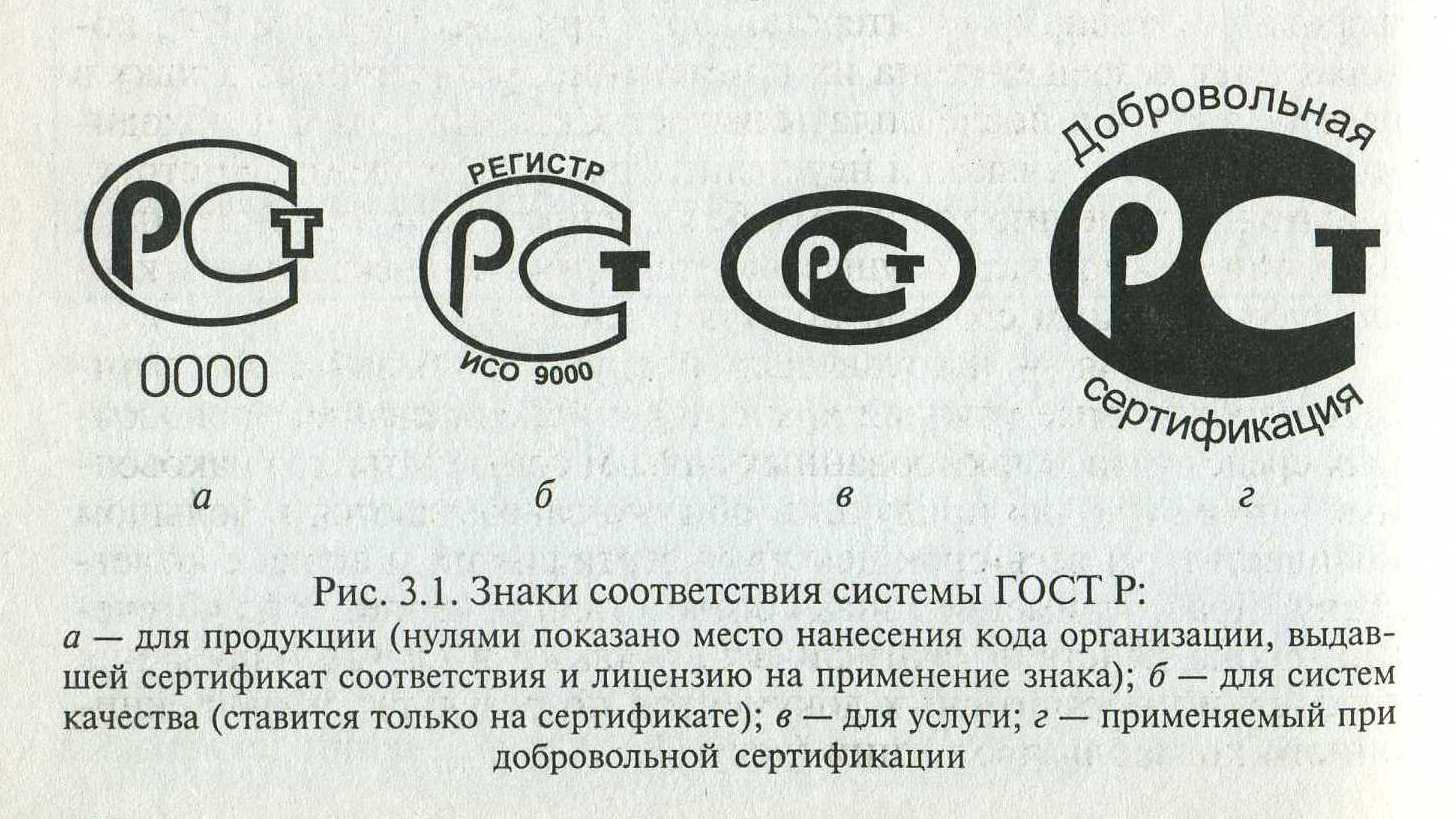 Добровольная
РЕГИСТР
РСТ
РСТ
РСТ
РСТ
0000
ИСО 9000
сертификация
а б в г
Рис. 3.1. Знаки соответствия системы ГОСТ Р:
а — для продукции (нулями показано место нанесения кода организации, выдав-
шей сертификат соответствия и лицензию на применение знака); б — для систем
качества (ставится только на сертификате); в — для услуги; г — применяемый при
добровольной сертификации